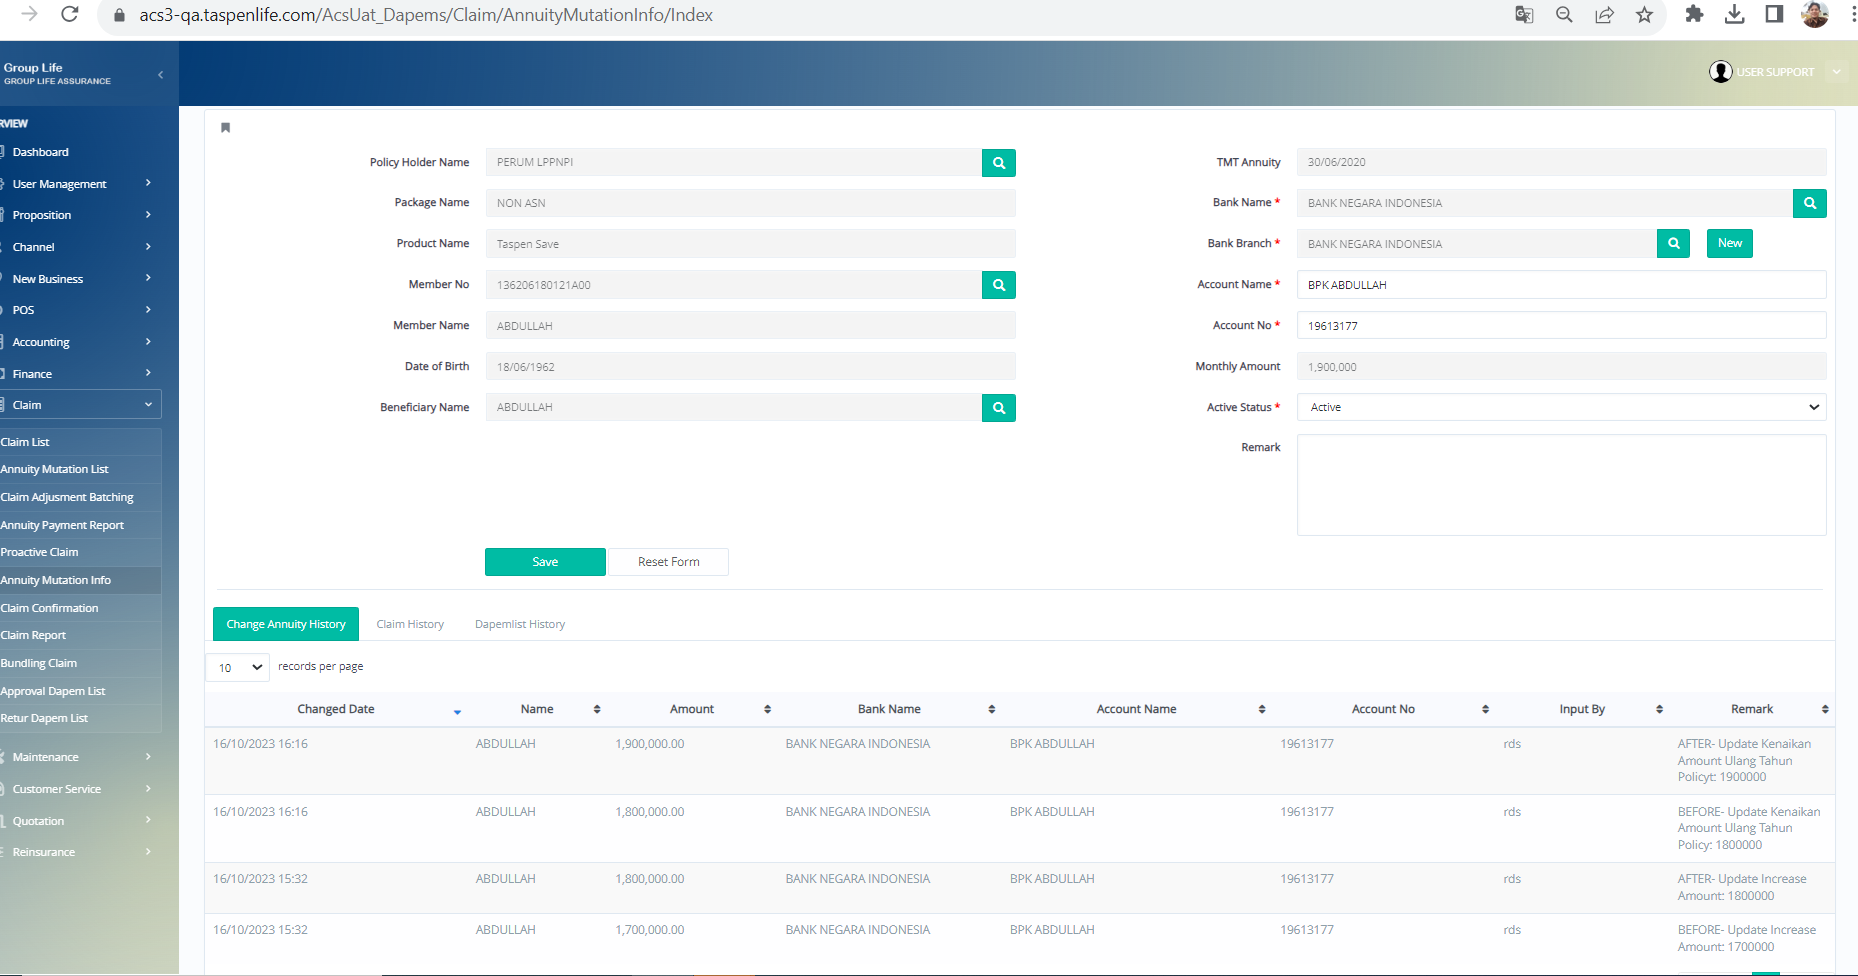 acs3-qa.taspenlife.com/AcsUat_Dapems/Claim/AnnuityMutationInfo/Index
Group Life
GROUP LIFE ASSURANCE
USER SUPPORT
RVIEW
Dashboard
User Management
Proposition
Channel
New Business
POS
Accounting
Finance
Claim
Claim List
Annuity Mutation List
Claim Adjusment Batching
Annuity Payment Report
Proactive Claim
Annuity Mutation Info
Claim Confirmation
Claim Report
Bundling Claim
Approval Dapem List
Retur Dapem List
Maintenance
Customer Service
Quotation
Reinsurance
Policy Holder Name PERUM LPPNPI
Package Name NON ASN
Product Name Taspen Save
Member No 136206180121A00
Member Name ABDULLAH
Date of Birth 18/06/1962
Beneficiary Name ABDULLAH
TMT Annuity 30/06/2020
Bank Name * BANK NEGARA INDONESIA
Bank Branch * BANK NEGARA INDONESIA New
Account Name * BPK ABDULLAH
Account No * 19613177
Monthly Amount 1,900,000
Active Status * Active
Remark
Save Reset Form
Change Annuity History Claim History Dapemlist History
10 records per page
Changed Date Name Amount Bank Name Account Name Account No Input By Remark
16/10/2023 16:16 ABDULLAH 1,900,000.00 BANK NEGARA INDONESIA BPK ABDULLAH 19613177 rds AFTER- Update Kenaikan
Amount Ulang Tahun
Policyt: 1900000
16/10/2023 16:16 ABDULLAH 1,800,000.00 BANK NEGARA INDONESIA BPK ABDULLAH 19613177 rds BEFORE- Update Kenaikan
Amount Ulang Tahun
Policy: 1800000
16/10/2023 15:32 ABDULLAH 1,800,000.00 BANK NEGARA INDONESIA BPK ABDULLAH 19613177 rds AFTER- Update Increase
Amount: 1800000
16/10/2023 15:32 ABDULLAH 1,700,000.00 BANK NEGARA INDONESIA BPK ABDULLAH 19613177 rds BEFORE- Update Increase
Amount: 1700000